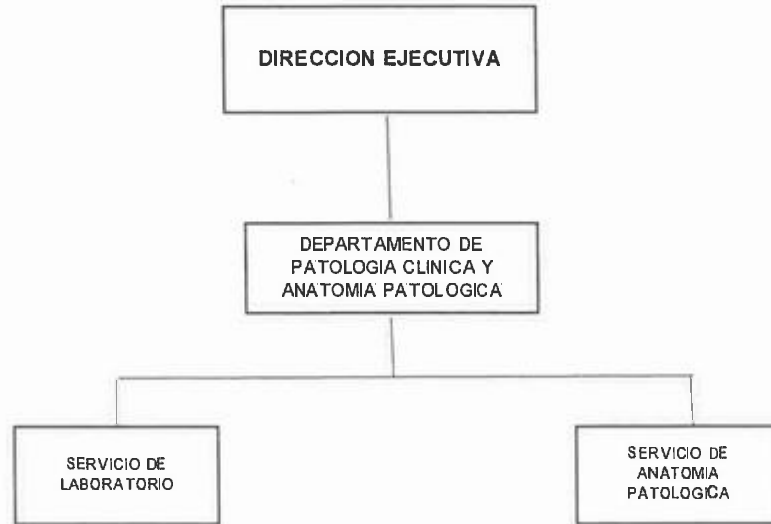 DIRECCION EJECUTIVA
DEPARTAMENTO DE
PATOLOGIA CLINICA Y
ANATOMIA PATOLOGICA
SERVICIO DE
LABORATORIO
SERVICIO DE
ANATOMIA
PATOLOGICA